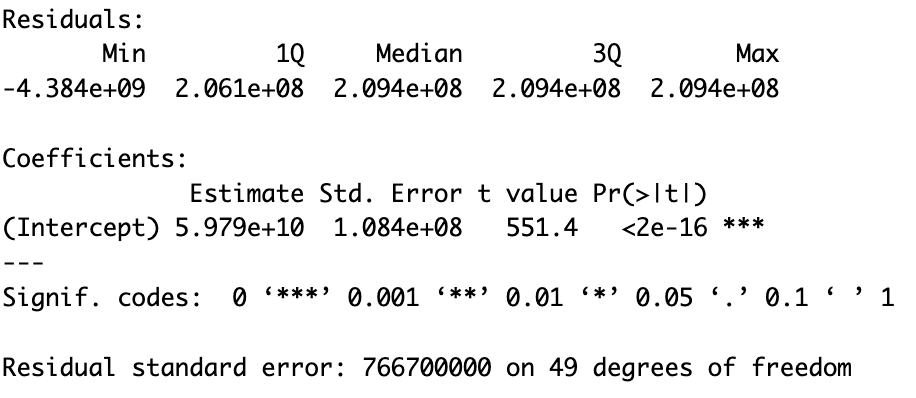 Residuals:
Min 1Q Median 3Q Max
-4.384e+09 2.061e+08 2.094e+08 2.094e+08 2.094e+08
Coefficients:
Estimate Std. Error t value Pr(>|t|)
(Intercept) 5.979e+10 1.084e+08 551.4 <2e-16 ***
---
Signif. codes: 0 ‘***’ 0.001 ‘**’ 0.01 ‘*’ 0.05 ‘.’ 0.1 ‘ ’ 1
Residual standard error: 766700000 on 49 degrees of freedom